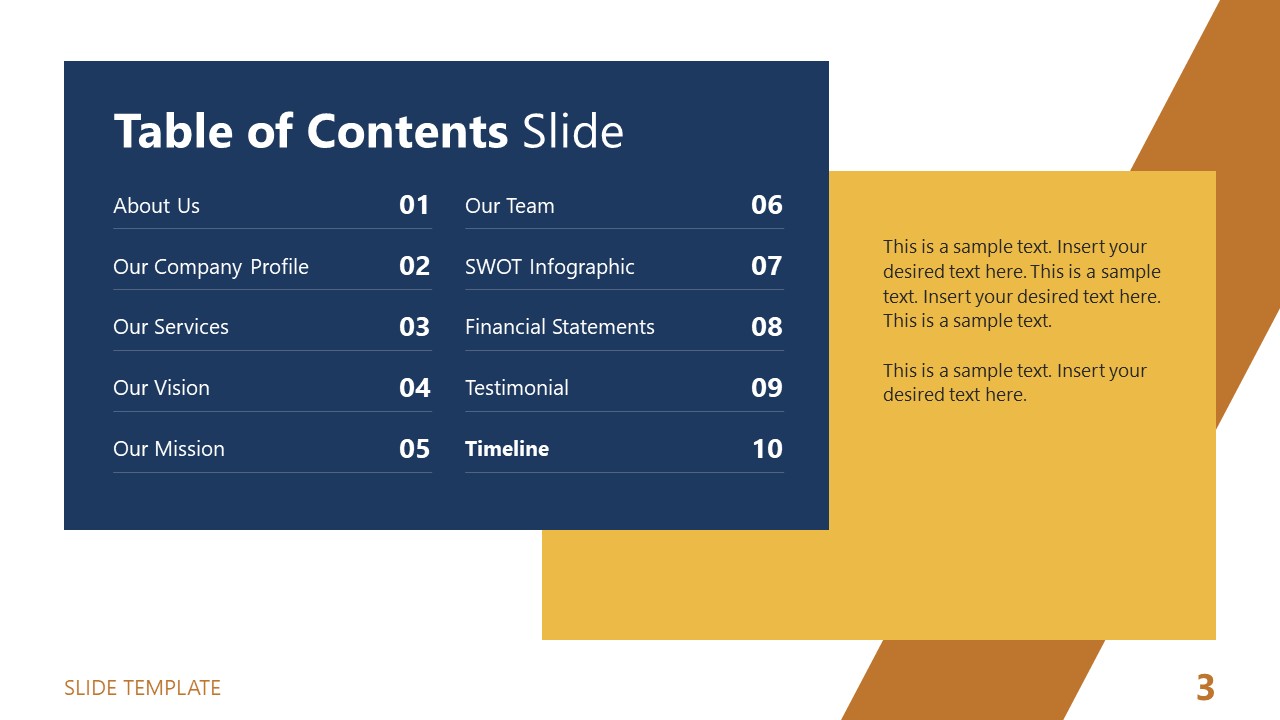 Table of Contents Slide
About Us 01
Our Company Profile 02
Our Services 03
Our Vision 04
Our Mission 05
Our Team 06
SWOT Infographic 07
Financial Statements 08
Testimonial 09
Timeline 10
This is a sample text. Insert your
desired text here. This is a sample
text. Insert your desired text here.
This is a sample text.
This is a sample text. Insert your
desired text here.
SLIDE TEMPLATE
3